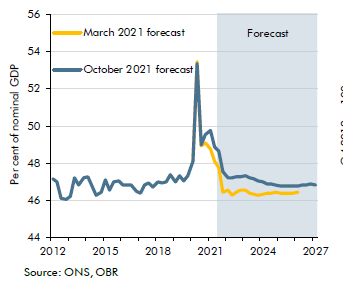 56
54
52
50
48
46
44
Per cent of nominal GDP
March 2021 forecast
October 2021 forecast
Forecast
2012 2015 2018 2021 2024 2027
Source: ONS, OBR